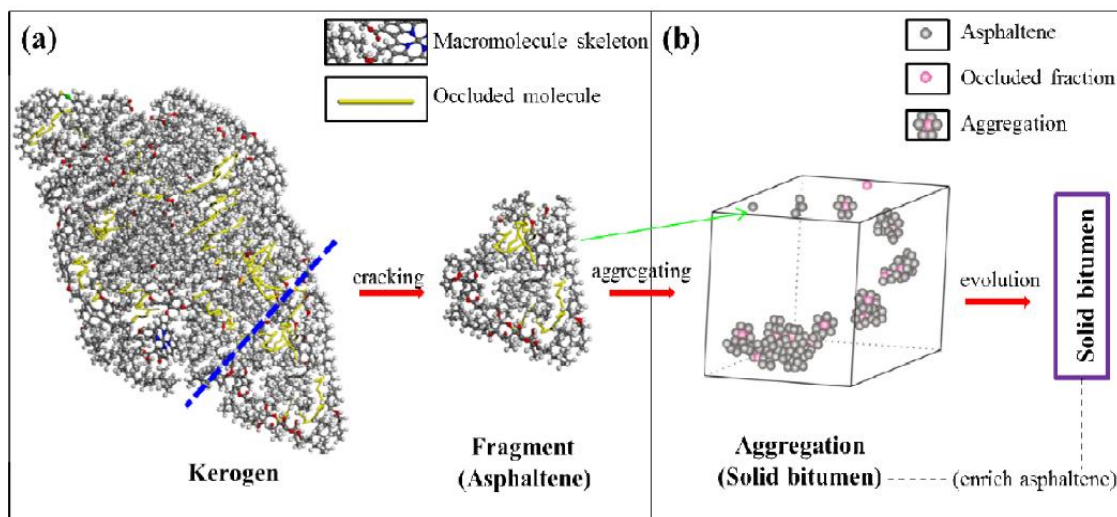 (a)
Macromolecule skeleton
Occluded molecule
cracking
Kerogen
Fragment
(Asphaltene)
(b)
Asphaltene
Occluded fraction
Aggregation
aggregating
evolution
Solid bitumen
Aggregation
(Solid bitumen)
(enrich asphaltene)